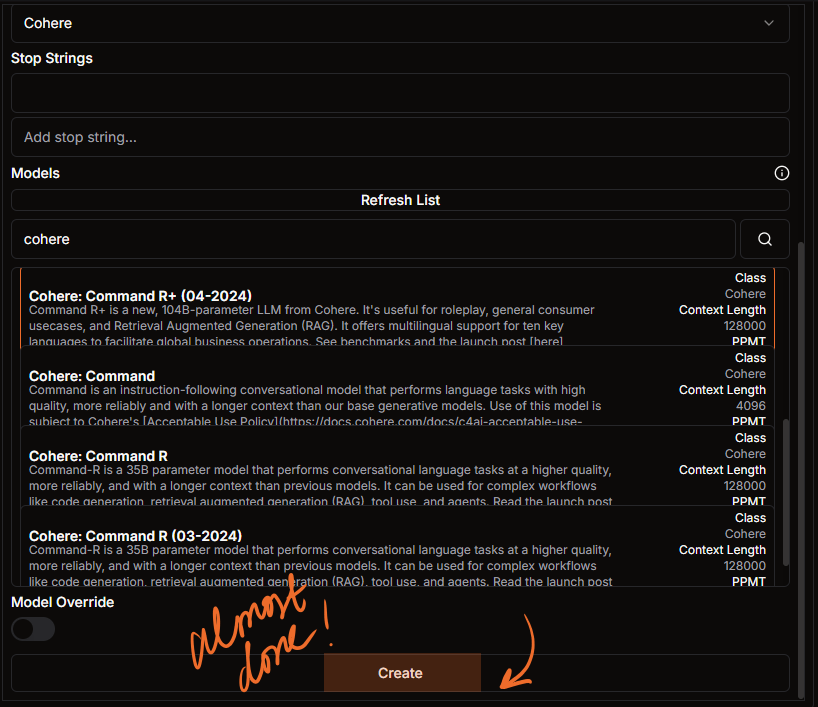 Cohere
Stop Strings
Add stop string...
Models
Refresh List
cohere
Class
Cohere: Command R+ (04-2024)
Cohere
Command R+ is a new, 104B-parameter LLM from Cohere. It's useful for roleplay, general consumer
Context Length
usecases, and Retrieval Augmented Generation (RAG). It offers multilingual support for ten key
128000
languages to facilitate global business operations. See benchmarks and the launch post [here]
PPMT
Class
Cohere: Command
Cohere
Command is an instruction-following conversational model that performs language tasks with high
Context Length
quality, more reliably and with a longer context than our base generative models. Use of this model is
4096
subject to Cohere's [Acceptable Use Policy](https://docs.cohere.com/docs/c4ai-acceptable-use-
PPMT
Class
Cohere: Command R
Cohere
Command-R is a 35B parameter model that performs conversational language tasks at a higher quality,
Context Length
more reliably, and with a longer context than previous models. It can be used for complex workflows
128000
like code generation, retrieval augmented generation (RAG), tool use, and agents. Read the launch post
PPMT
Class
Cohere: Command R (03-2024)
Cohere
Command-R is a 35B parameter model that performs conversational language tasks at a higher quality,
Context Length
more reliably, and with a longer context than previous models. It can be used for complex workflows
128000
like code generation, retrieval augmented generation (RAG), tool use, and agents. Read the launch post
PPMT
Model Override
Almost
done!
Create